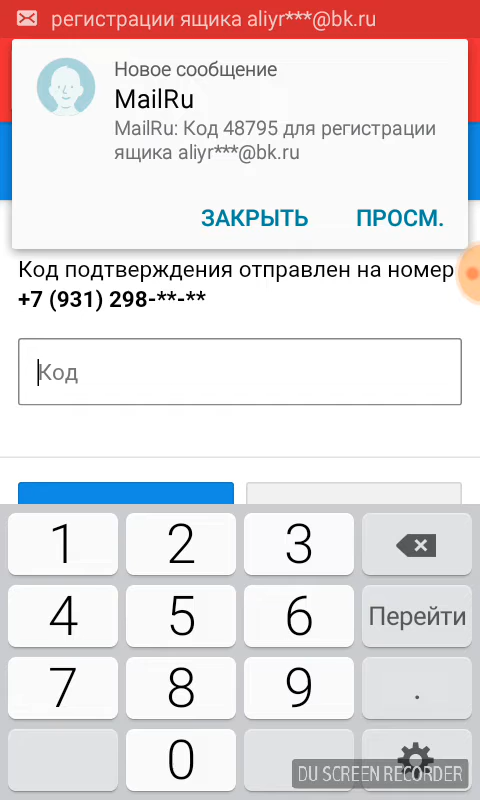 регистрации ящика aliyr***@bk.ru
Новое сообщение
MailRu
MailRu: Код 48795 для регистрации
ящика aliyr***@bk.ru
ЗАКРЫТЬ ПРОСМ.
Код подтверждения отправлен на номер
+7 (931) 298-**-**
Код
1 2 3
4 5 6 Перейти
7 8 9 .
0
DU SCREEN RECORDER